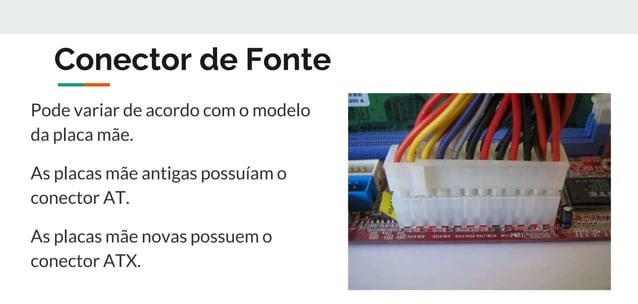 Conector de Fonte
Pode variar de acordo com o modelo
da placa mãe.
As placas mãe antigas possuíam o
conector AT.
As placas mãe novas possuem o
conector ATX.